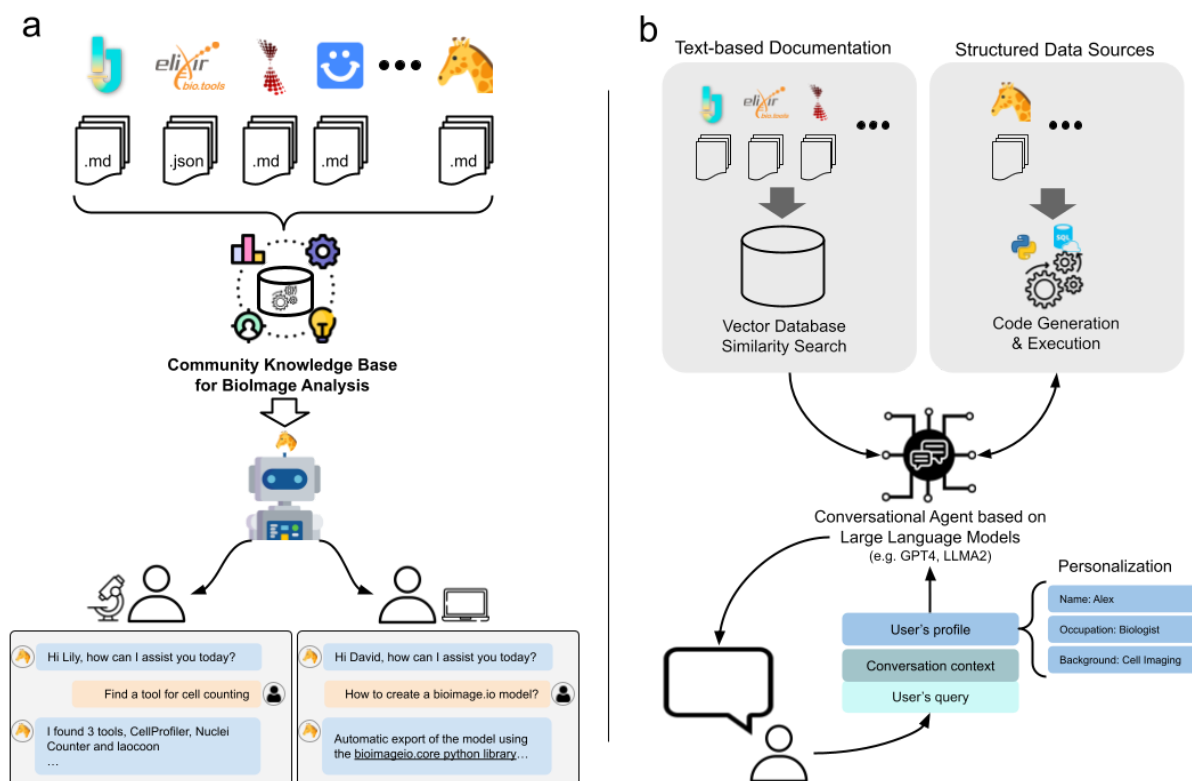 a
elixir
bio.tools
.md
.json
.md
.md
.md
Community Knowledge Base
for BioImage Analysis
Hi Lily, how can I assist you today?
Find a tool for cell counting
I found 3 tools, CellProfiler, Nuclei
Counter and laocoon
...
Hi David, how can I assist you today?
How to create a bioimage.io model?
Automatic export of the model using
the bioimageio.core python library...
b
Text-based Documentation
elixir
bio.tools
Vector Database
Similarity Search
Structured Data Sources
SQL
Code Generation
& Execution
Conversational Agent based on
Large Language Models
(e.g. GPT4, LLMA2)
Personalization
Name: Alex
Occupation: Biologist
Background: Cell Imaging
User's profile
Conversation context
User's query